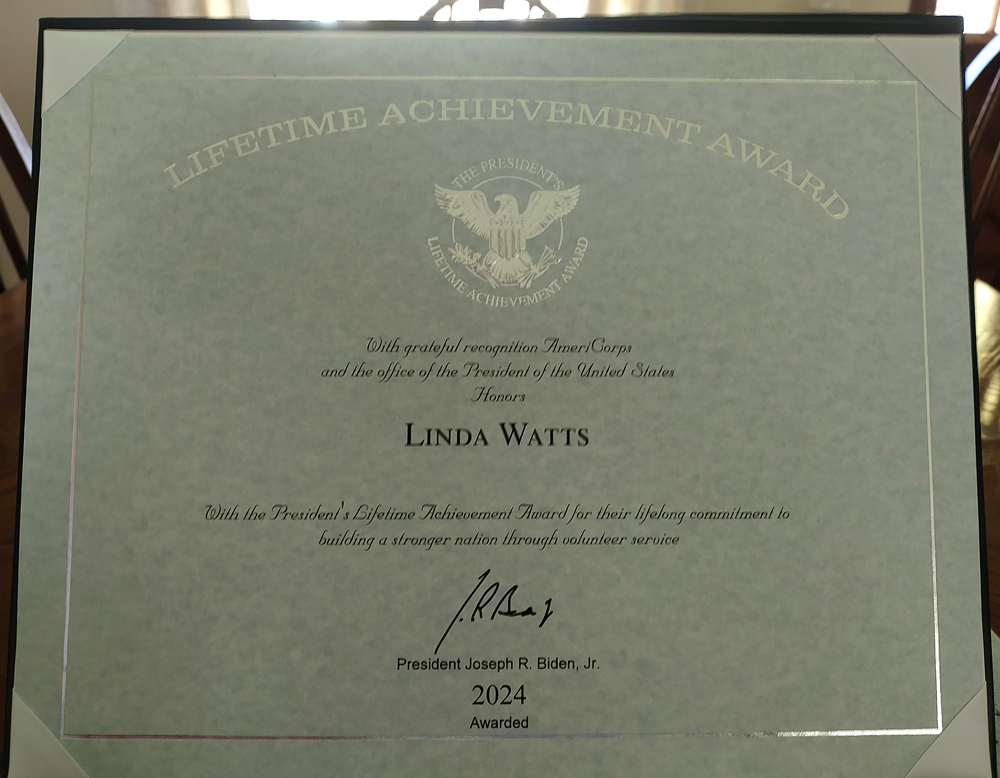 LIFETIME ACHIEVEMENT AWARD
THE PRESIDENT'S
LIFETIME ACHIEVEMENT AWARD
With grateful recognition AmeriCorps
and the office of the President of the United States
Honors
LINDA WATTS
With the President's Lifetime Achievement Award for their lifelong commitment to
building a stronger nation through volunteer service
President Joseph R. Biden, Jr.
2024
Awarded